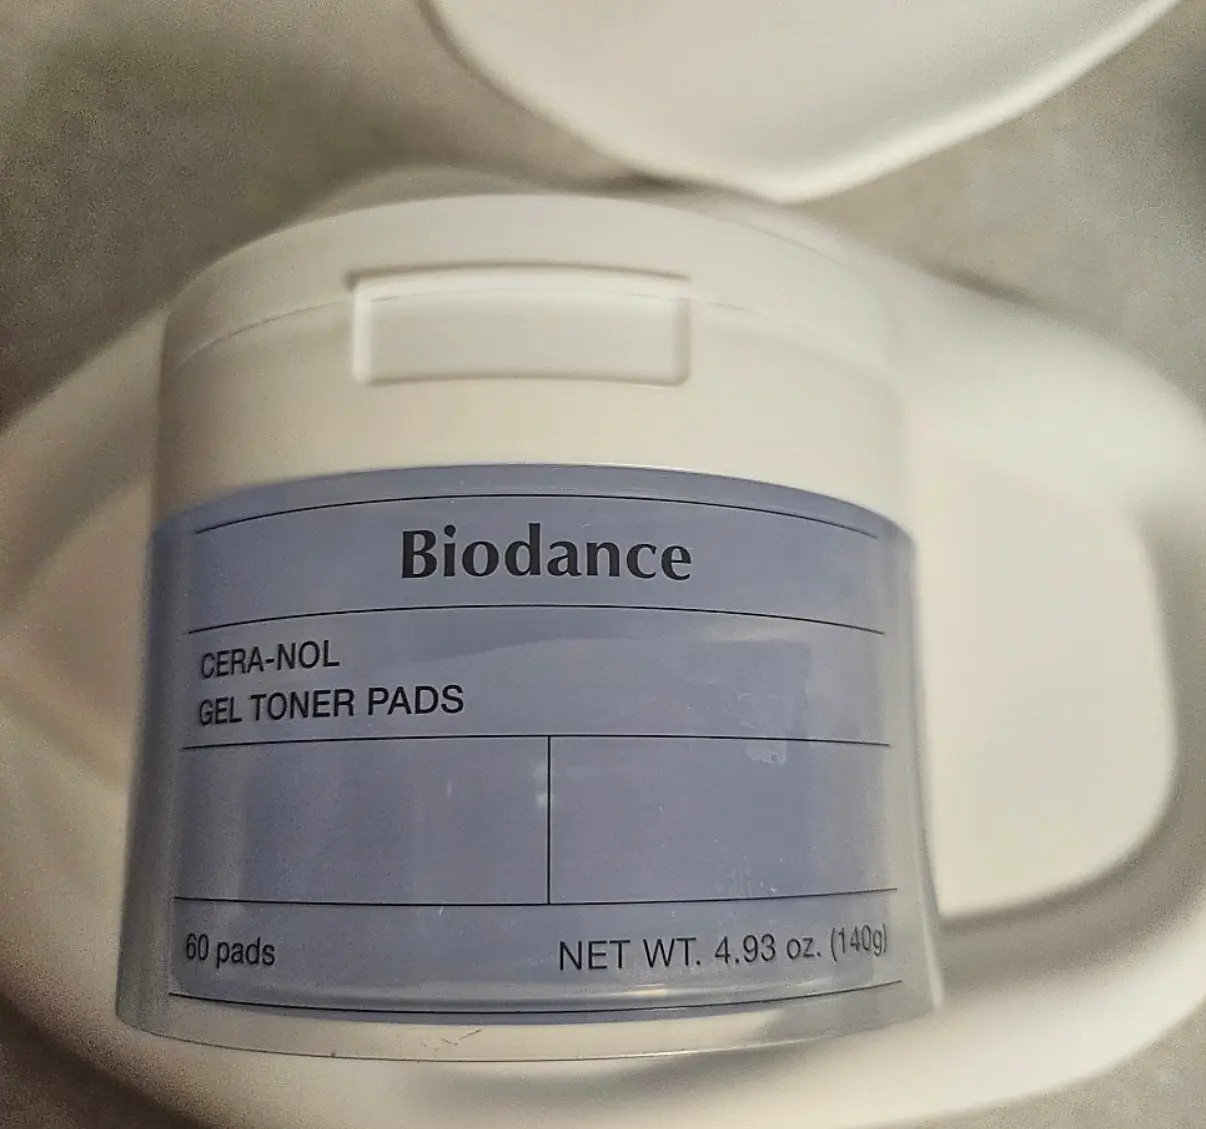 Biodance
CERA-NOL
GEL TONER PADS
60 pads
NET WT. 4.93 oz. (140g)